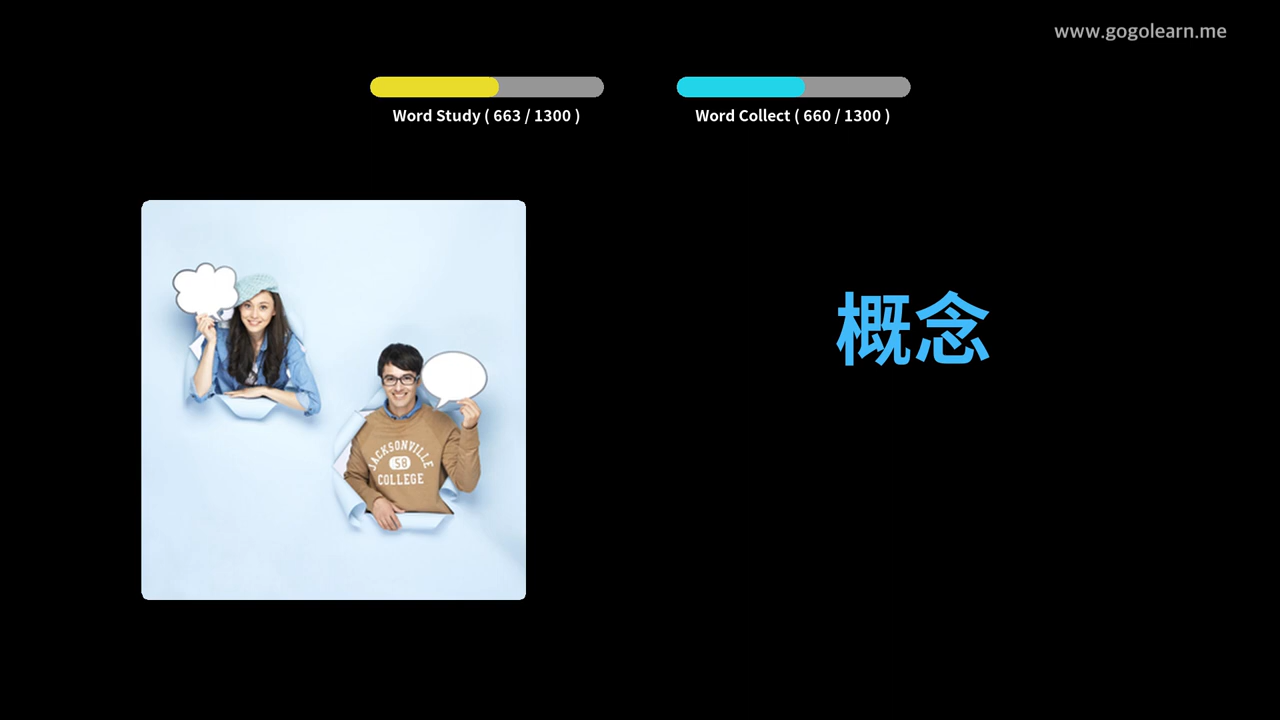 www.gogolearn.me
Word Study ( 663 / 1300 )
Word Collect ( 660 / 1300 )
概念
JACKSONVILLE
58
COLLEGE